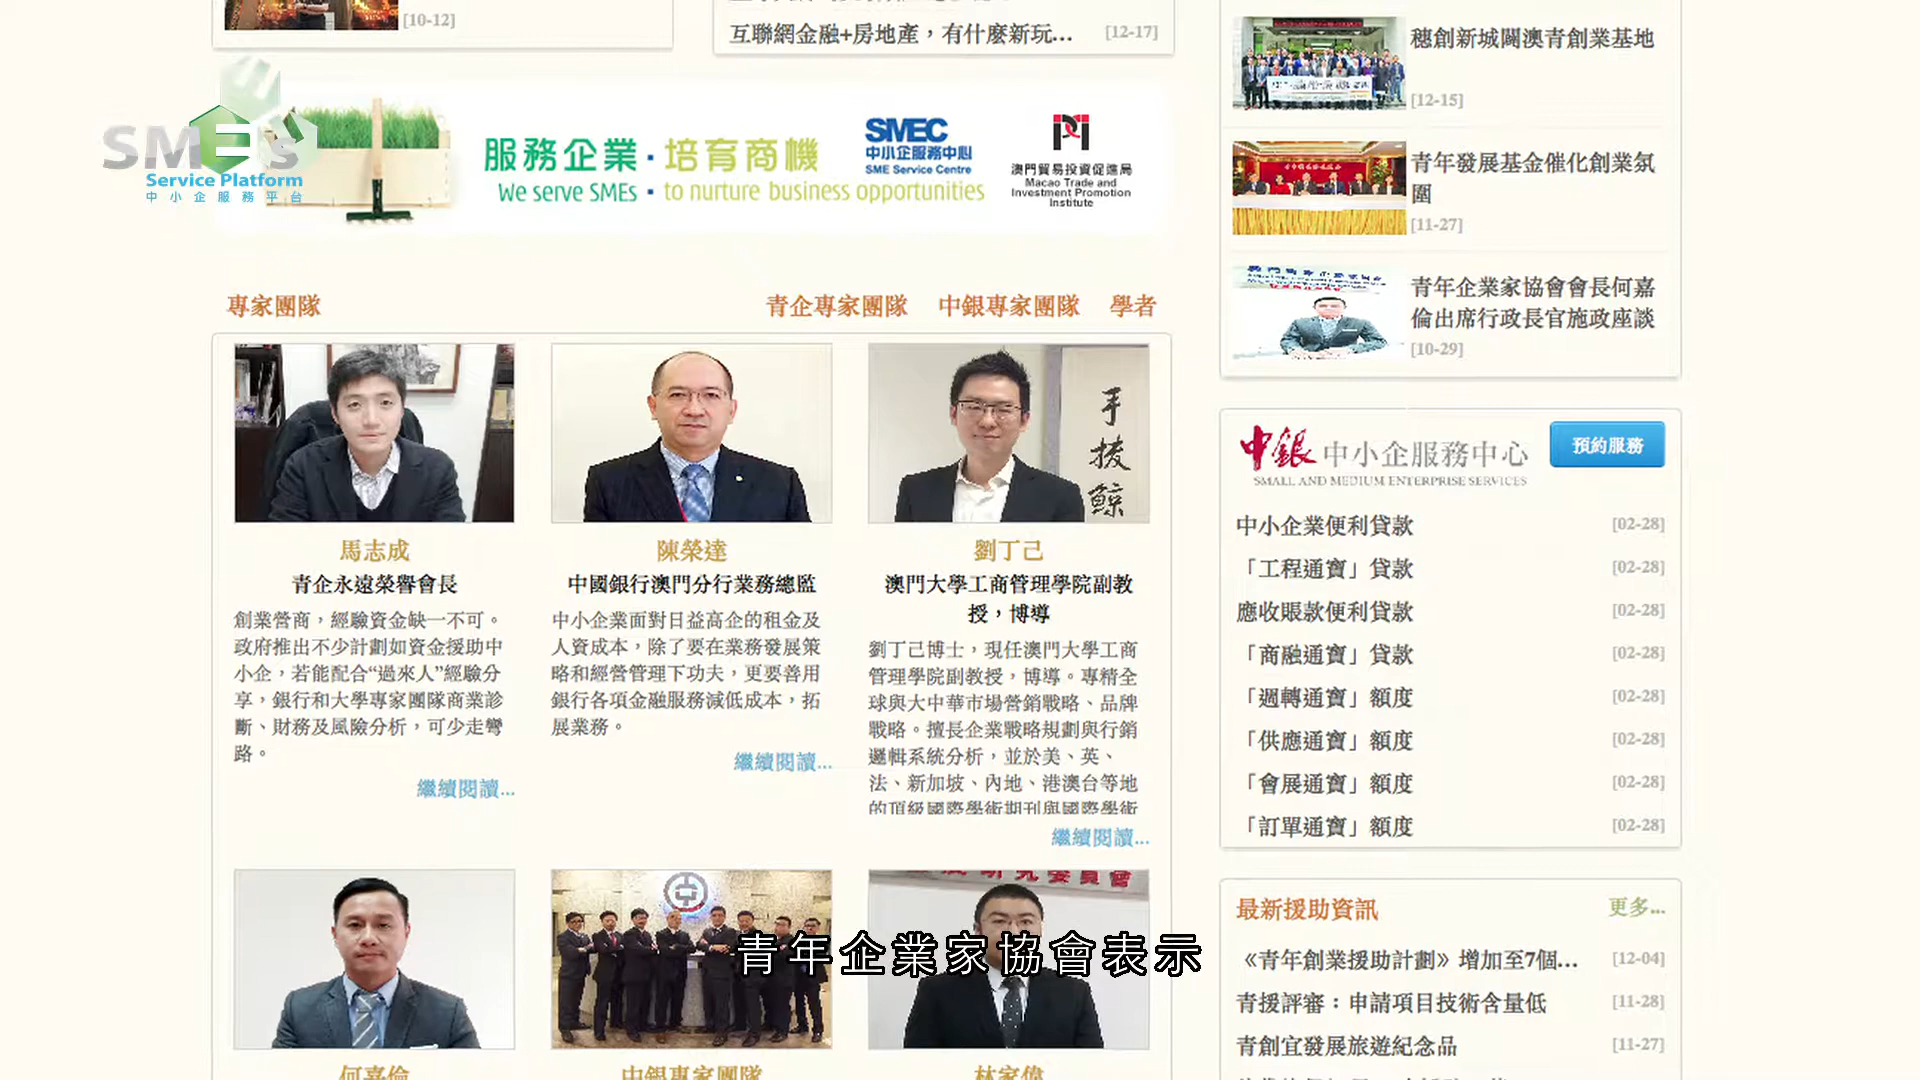 [10-12]
互聯網金融+房地產，有什麼新玩... [12-17]
SMEs
Service Platform
中小企服務平台
服務企業·培育商機
We serve SMEs · to nurture business opportunities
SMEC
中小企服務中心
SME Service Centre
澳門貿易投資促進局
Macao Trade and
Investment Promotion
Institute
專家團隊 青企專家團隊 中銀專家團隊 學者
手拔鯨
馬志成
青企永遠榮譽會長
創業營商，經驗資金缺一不可。
政府推出不少計劃如資金援助中
小企，若能配合“過來人”經驗分
享，銀行和大學專家團隊商業診
斷、財務及風險分析，可少走彎
路。
繼續閱讀...
陳榮達
中國銀行澳門分行業務總監
中小企業面對日益高企的租金及
人資成本，除了要在業務發展策
略和經營管理下功夫，更要善用
銀行各項金融服務減低成本，拓
展業務。
繼續閱讀...
劉丁己
澳門大學工商管理學院副教
授，博導
劉丁己博士，現任澳門大學工商
管理學院副教授，博導。專精全
球與大中華市場營銷戰略、品牌
戰略。擅長企業戰略規劃與行銷
邏輯系統分析，並於美、英、
法、新加坡、內地、港澳台等地
的頂級國際學術期刊與國際學術
繼續閱讀...
何嘉倫
中銀專家團隊
林家偉
青年企業家協會表示
穗創新城闢澳青創業基地
[12-15]
青年發展基金催化創業氛
圍
[11-27]
青年企業家協會會長何嘉
倫出席行政長官施政座談
[10-29]
中銀 中小企服務中心
SMALL AND MEDIUM ENTERPRISE SERVICES
預約服務
中小企業便利貸款 [02-28]
「工程通寶」貸款 [02-28]
應收賬款便利貸款 [02-28]
「商融通寶」貸款 [02-28]
「週轉通寶」額度 [02-28]
「供應通寶」額度 [02-28]
「會展通寶」額度 [02-28]
「訂單通寶」額度 [02-28]
最新援助資訊 更多...
《青年創業援助計劃》增加至7個... [12-04]
青援評審：申請項目技術含量低 [11-28]
青創宜發展旅遊紀念品 [11-27]